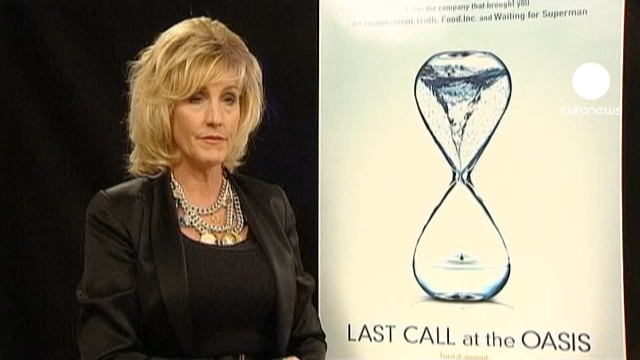 from the company that brought you
An Inconvenient Truth, Food,Inc. and Waiting for Superman
euronews
LAST CALL at the OASIS